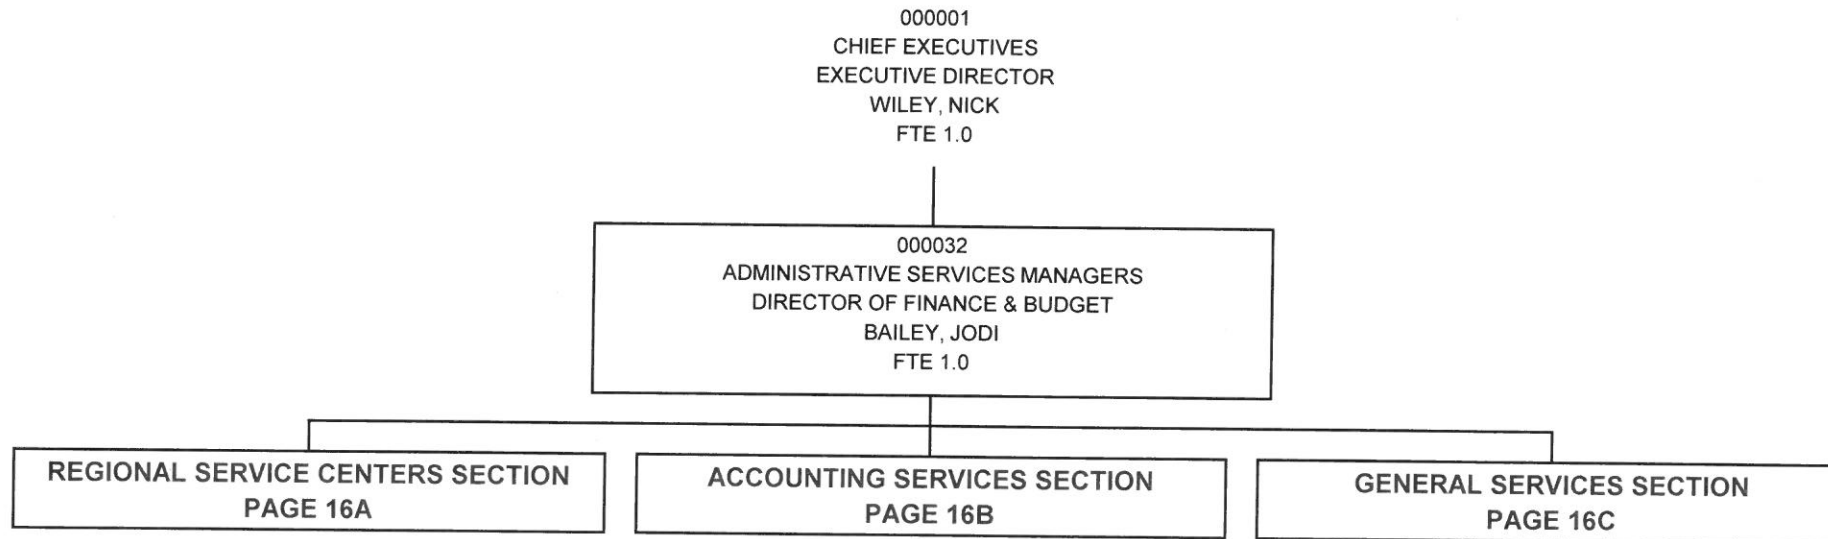 000001
CHIEF EXECUTIVES
EXECUTIVE DIRECTOR
WILEY, NICK
FTE 1.0
000032
ADMINISTRATIVE SERVICES MANAGERS
DIRECTOR OF FINANCE & BUDGET
BAILEY, JODI
FTE 1.0
REGIONAL SERVICE CENTERS SECTION
PAGE 16A
ACCOUNTING SERVICES SECTION
PAGE 16B
GENERAL SERVICES SECTION
PAGE 16C